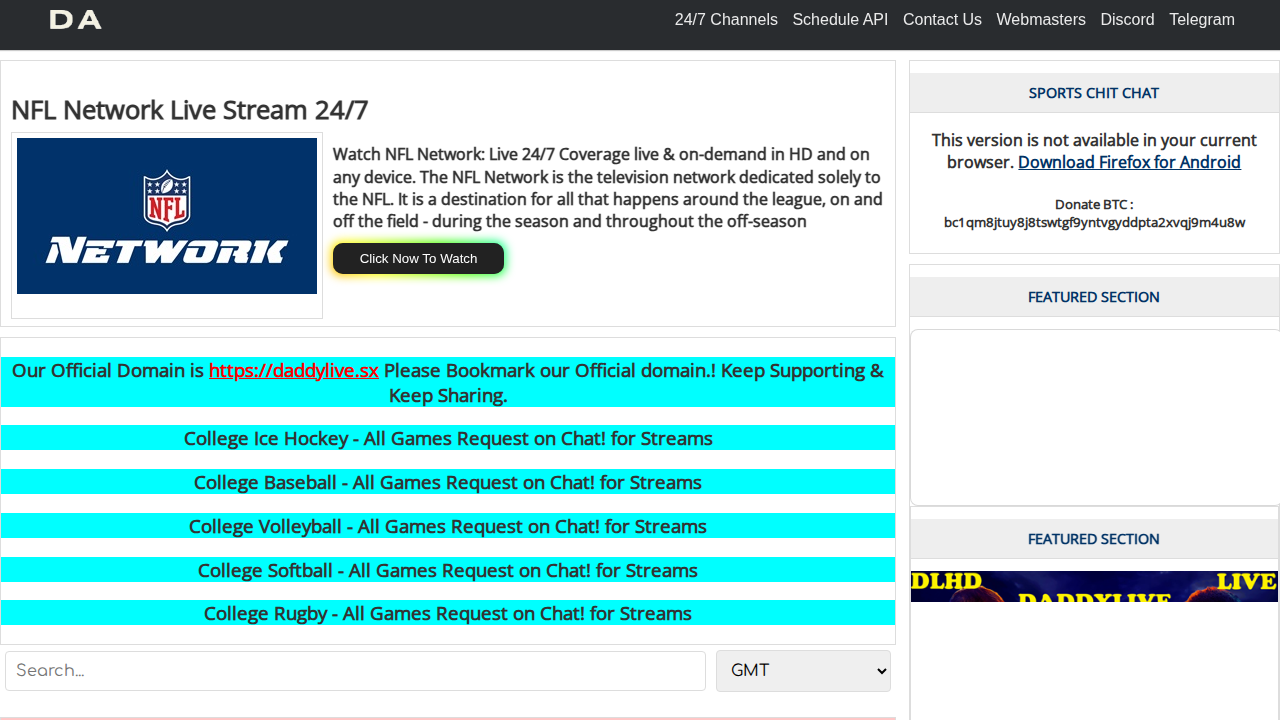 DA
24/7 Channels Schedule API Contact Us Webmasters Discord Telegram
NFL Network Live Stream 24/7
NFL
NETWORK
Watch NFL Network: Live 24/7 Coverage live & on-demand in HD and on
any device. The NFL Network is the television network dedicated solely to
the NFL. It is a destination for all that happens around the league, on and
off the field - during the season and throughout the off-season
Click Now To Watch
Our Official Domain is https://daddylive.sx Please Bookmark our Official domain.! Keep Supporting &
Keep Sharing.
College Ice Hockey - All Games Request on Chat! for Streams
College Baseball - All Games Request on Chat! for Streams
College Volleyball - All Games Request on Chat! for Streams
College Softball - All Games Request on Chat! for Streams
College Rugby - All Games Request on Chat! for Streams
Search...
GMT
SPORTS CHIT CHAT
This version is not available in your current
browser. Download Firefox for Android
Donate BTC :
bc1qm8jtuy8j8tswtgf9yntvgyddpta2xvqj9m4u8w
FEATURED SECTION
FEATURED SECTION
DLHD LIVE
DADDYLIVE